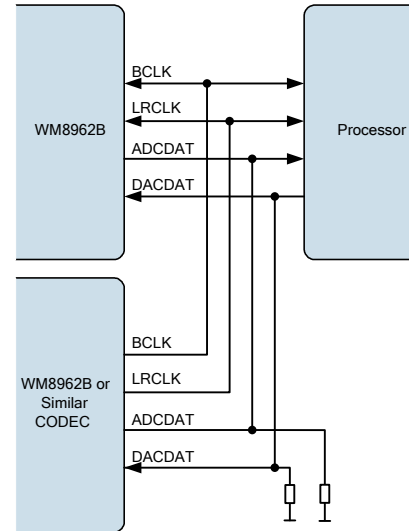 BCLK
LRCLK
WM8962B
Processor
ADCDAT
DACDAT
BCLK
LRCLK
WM8962B or
Similar
CODEC
ADCDAT
DACDAT